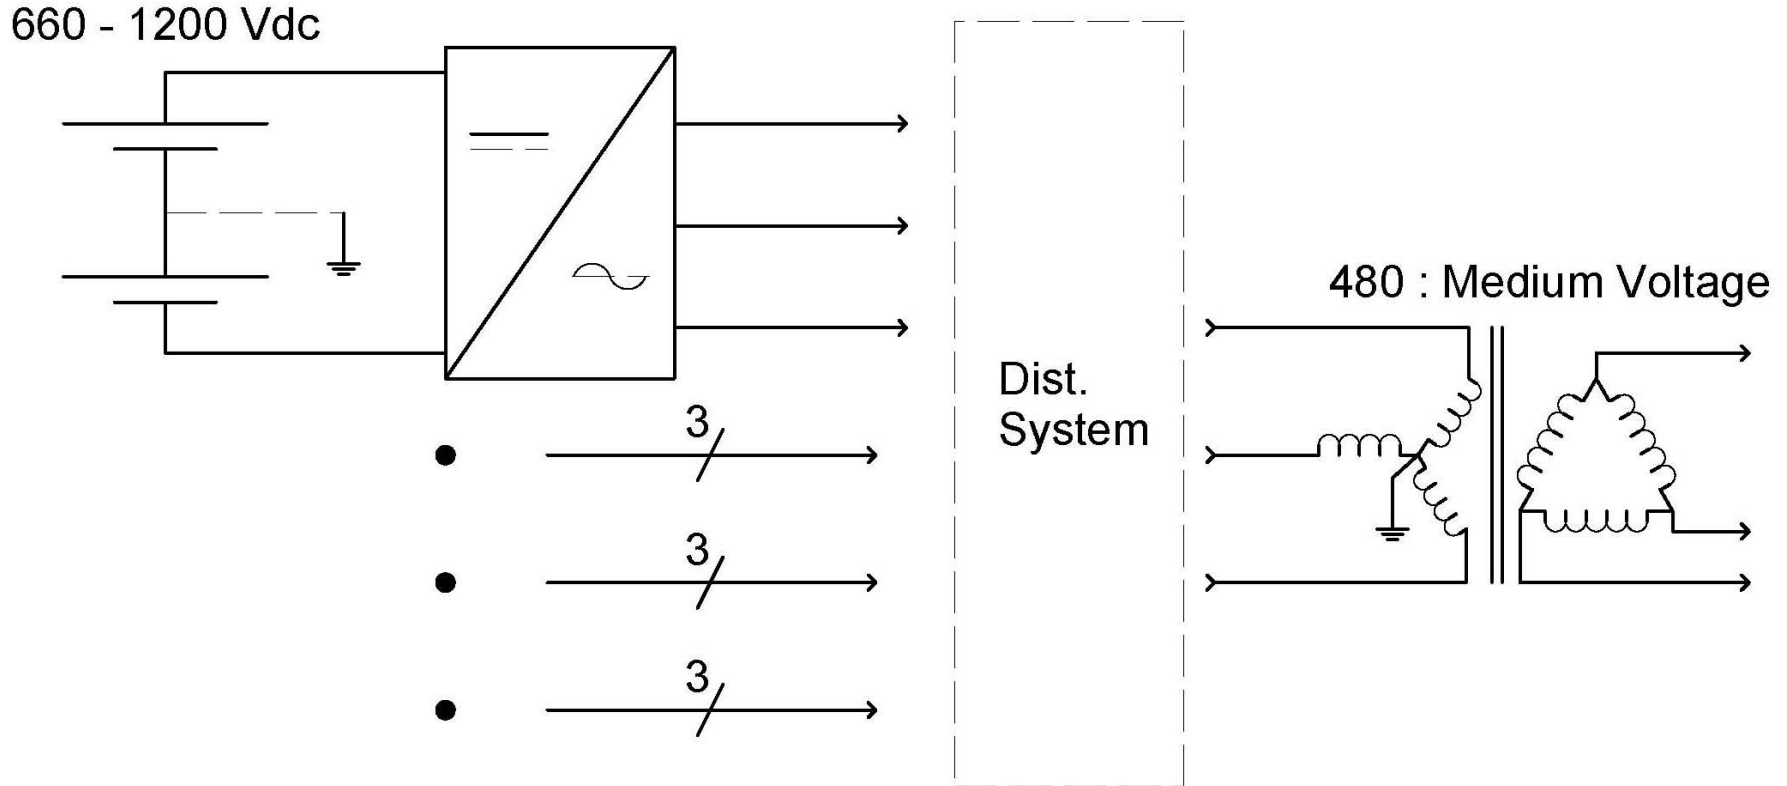 660 - 1200 Vdc
480 : Medium Voltage
Dist.
System
3
3
3